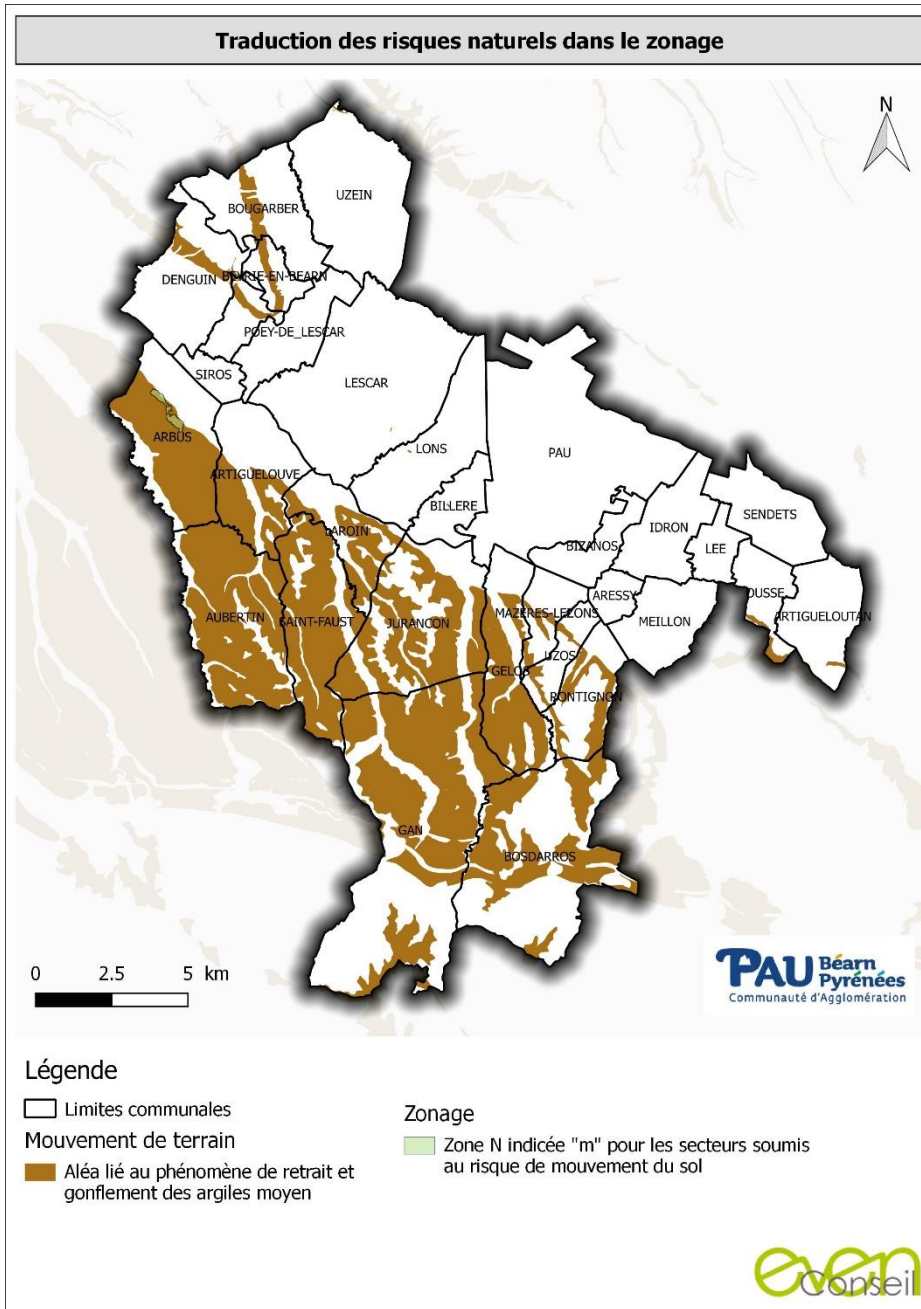 Traduction des risques naturels dans le zonage
N
UZEIN
BOUGARBER
BEYRIE-EN-BEARN
DENGUIN
POEY-DE_LESCAR
SIROS
LESCAR
ARBUS
LONS
PAU
ARTIGUELOUVE
BILLERE
SENDETS
IDRON
LAROIN
BIZANOS
LEE
ARESSY
OUSSE
MAZERES-LEZONS
AUBERTIN
SAINT-FAUST
JURANCON
MEILLON
ARTIGUELOUTAN
UZOS
GELOS
RONTIGNON
GAN
BOSDARROS
0 2.5 5 km
PAU Béarn
Pyrénées
Communauté d'Agglomération
Légende
Limites communales
Mouvement de terrain
Aléa lié au phénomène de retrait et
gonflement des argiles moyen
Zonage
Zone N indicée "m" pour les secteurs soumis
au risque de mouvement du sol
even
Conseil